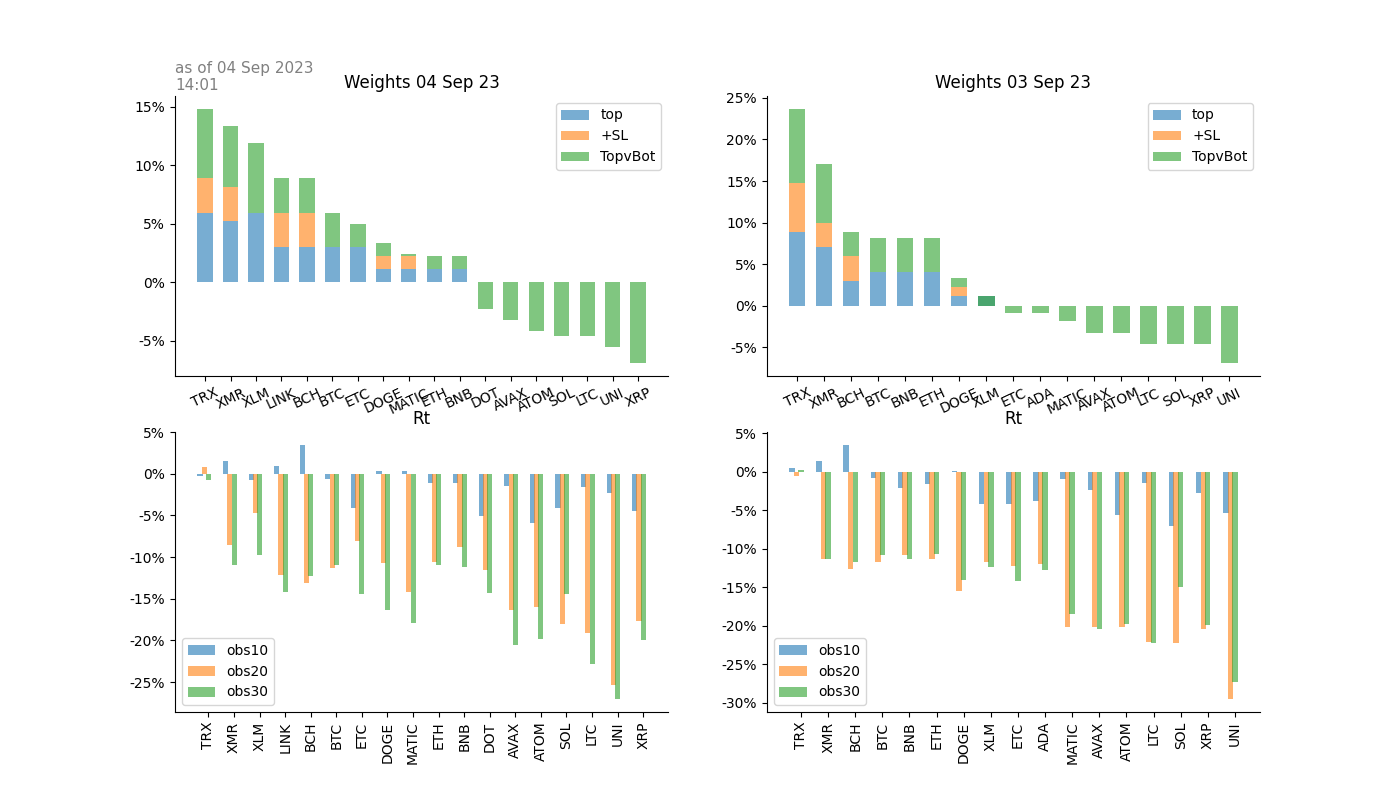 as of 04 Sep 2023
14:01
Weights 04 Sep 23
15%
10%
5%
0%
-5%
top
+SL
TopvBot
TRX XMR XLM LINK BCH BTC ETC DOGE MATIC ETH BNB DOT AVAX ATOM SOL LTC UNI XRP
Weights 03 Sep 23
25%
20%
15%
10%
5%
0%
-5%
top
+SL
TopvBot
TRX XMR BCH BTC BNB ETH DOGE XLM ETC ADA MATIC AVAX ATOM LTC SOL XRP UNI
Rt
5%
0%
-5%
-10%
-15%
-20%
-25%
obs10
obs20
obs30
TRX XMR XLM LINK BCH BTC ETC DOGE MATIC ETH BNB DOT AVAX ATOM SOL LTC UNI XRP
Rt
5%
0%
-5%
-10%
-15%
-20%
-25%
-30%
obs10
obs20
obs30
TRX XMR BCH BTC BNB ETH DOGE XLM ETC ADA MATIC AVAX ATOM LTC SOL XRP UNI